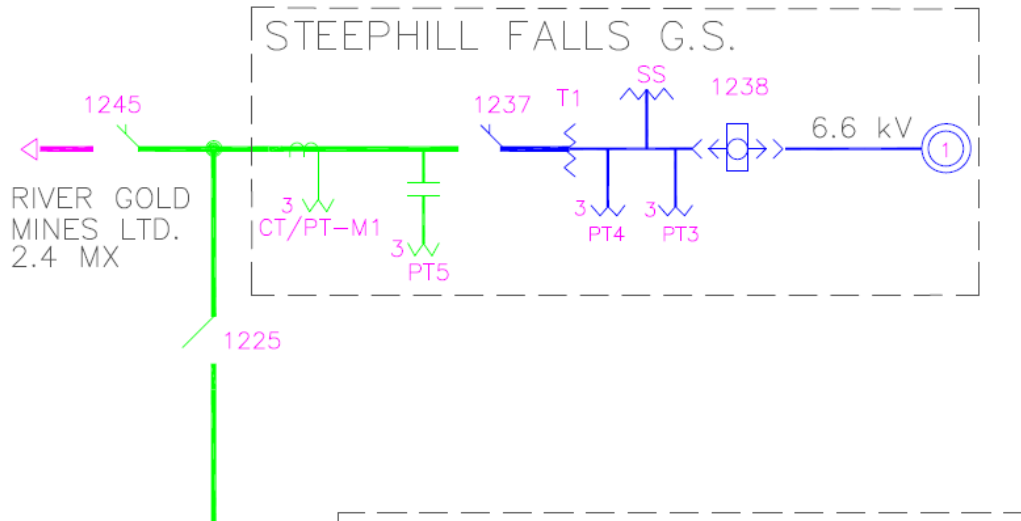 STEEPHILL FALLS G.S.
SS
T1
1238
1245
1237
6.6 kV
1
RIVER GOLD
MINES LTD.
2.4 MX
3
CT/PT-M1
3
PT4
3
PT3
3
PT5
1225